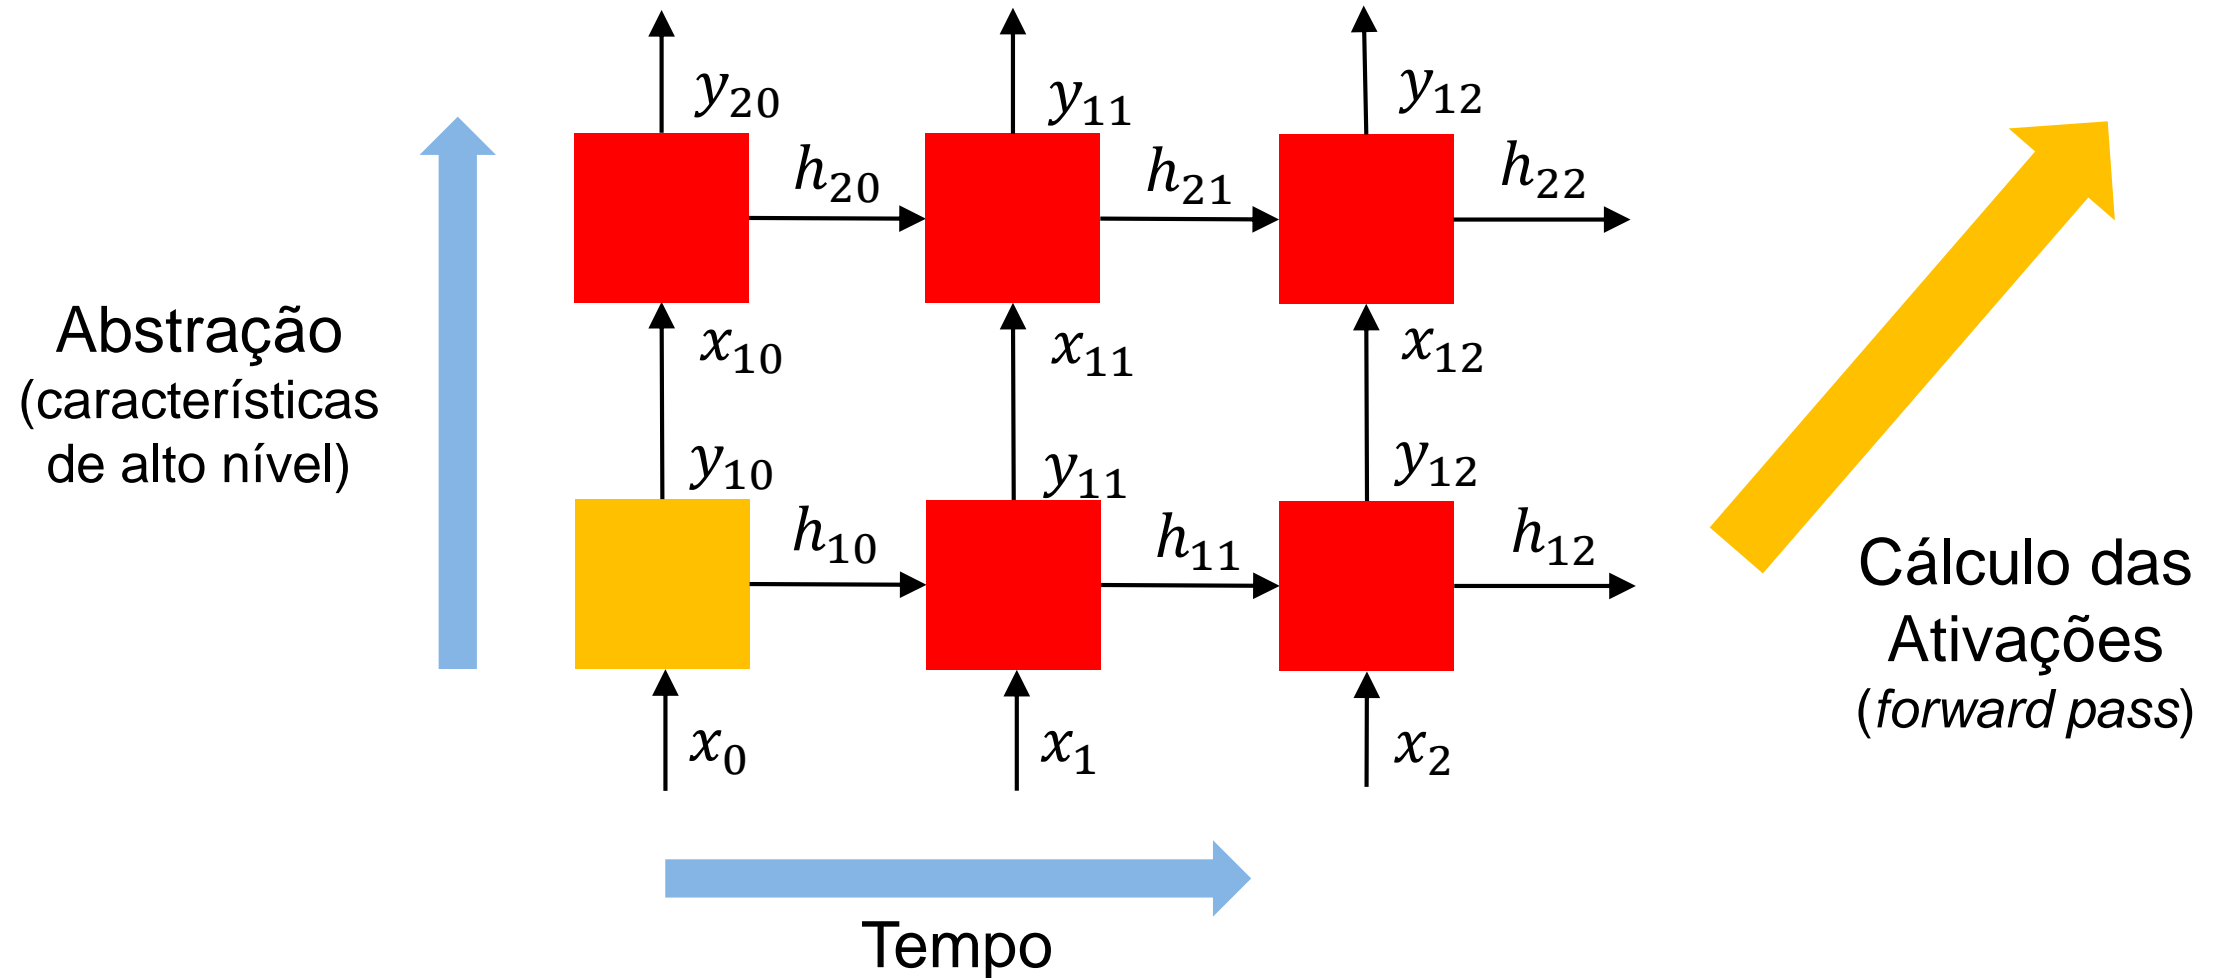 y₂₀ y₁₁ y₁₂
h₂₀ h₂₁ h₂₂
Abstração
(características
de alto nível)
x₁₀ x₁₁ x₁₂
y₁₀ y₁₁ y₁₂
h₁₀ h₁₁ h₁₂
Cálculo das
Ativações
(forward pass)
x₀ x₁ x₂
Tempo